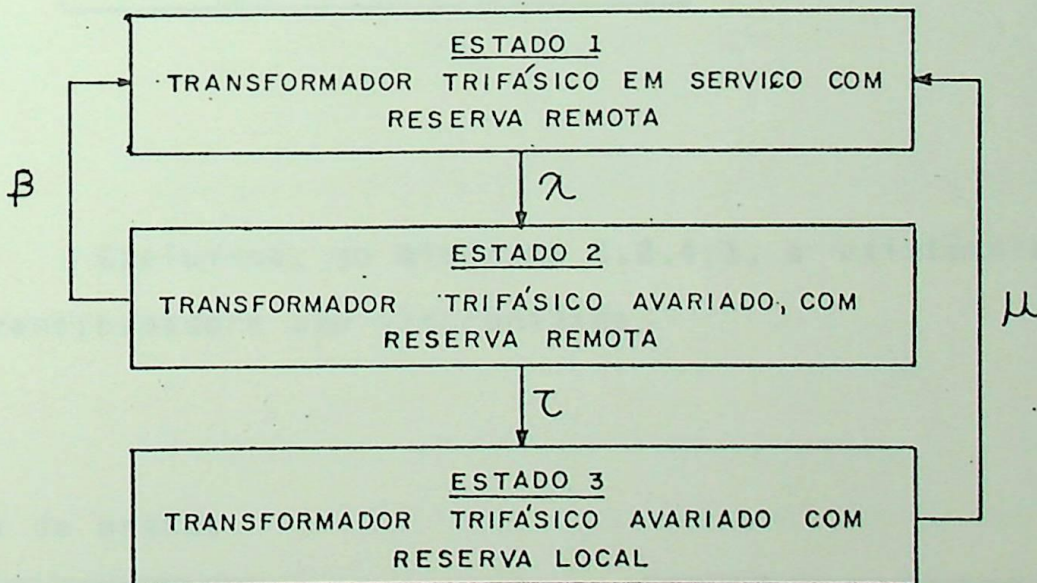 ESTADO 1
TRANSFORMADOR TRIFÁSICO EM SERVIÇO COM
RESERVA REMOTA
β
λ
ESTADO 2
TRANSFORMADOR TRIFÁSICO AVARIADO, COM
RESERVA REMOTA
μ
τ
ESTADO 3
TRANSFORMADOR TRIFÁSICO AVARIADO COM
RESERVA LOCAL